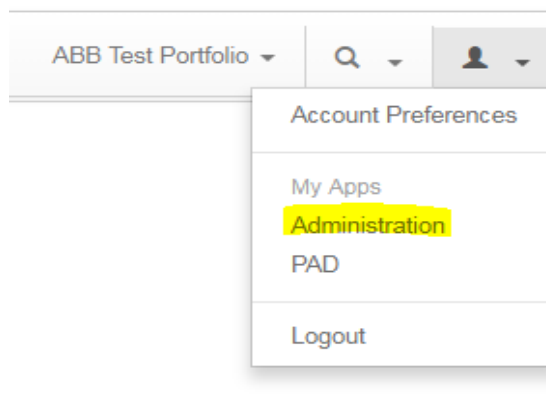 ABB Test Portfolio
Account Preferences
My Apps
Administration
PAD
Logout